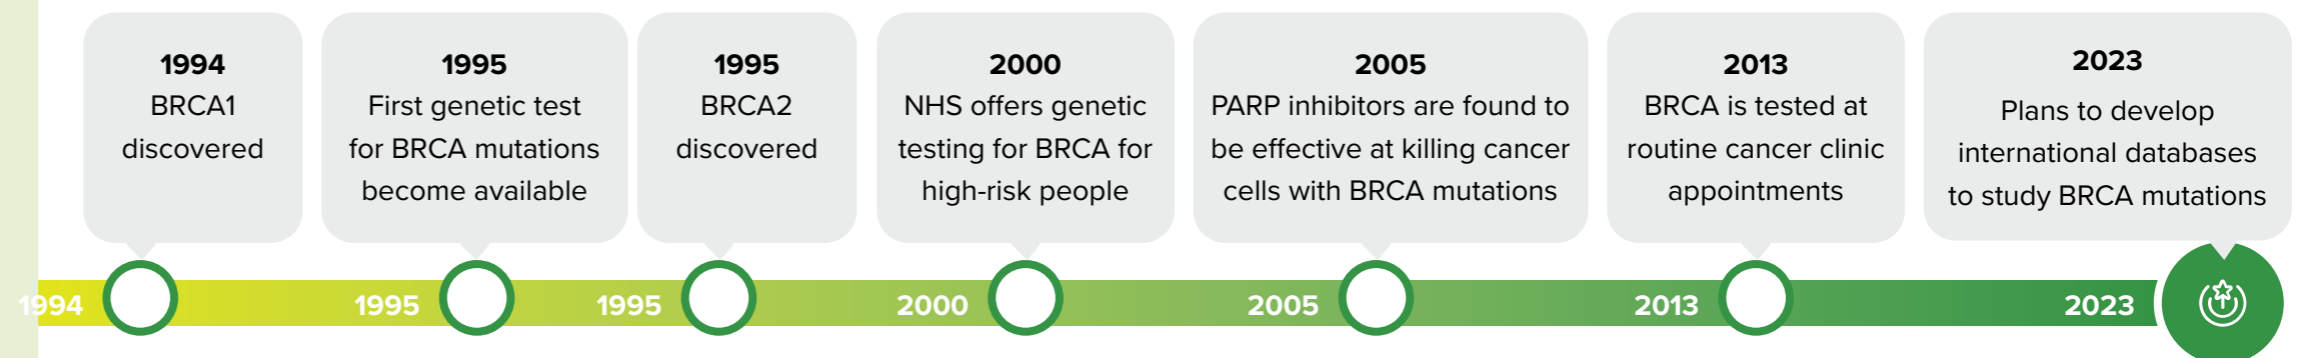 1994
BRCA1
discovered
1995
First genetic test
for BRCA mutations
become available
1995
BRCA2
discovered
2000
NHS offers genetic
testing for BRCA for
high-risk people
2005
PARP inhibitors are found to
be effective at killing cancer
cells with BRCA mutations
2013
BRCA is tested at
routine cancer clinic
appointments
2023
Plans to develop
international databases
to study BRCA mutations
1994
1995
1995
2000
2005
2013
2023